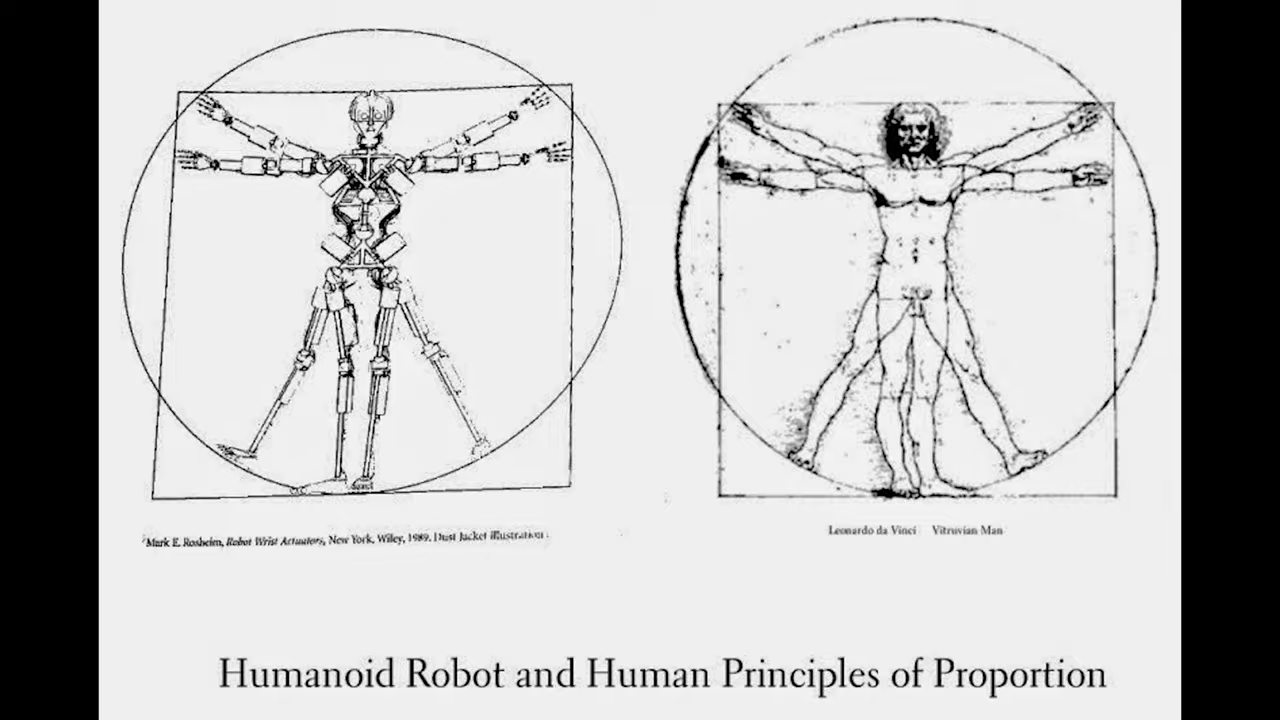 Mark E. Rosheim, Robot Wrist Actuators, New York, Wiley, 1989. Dust Jacket illustration.
Leonardo da Vinci Vitruvian Man
Humanoid Robot and Human Principles of Proportion